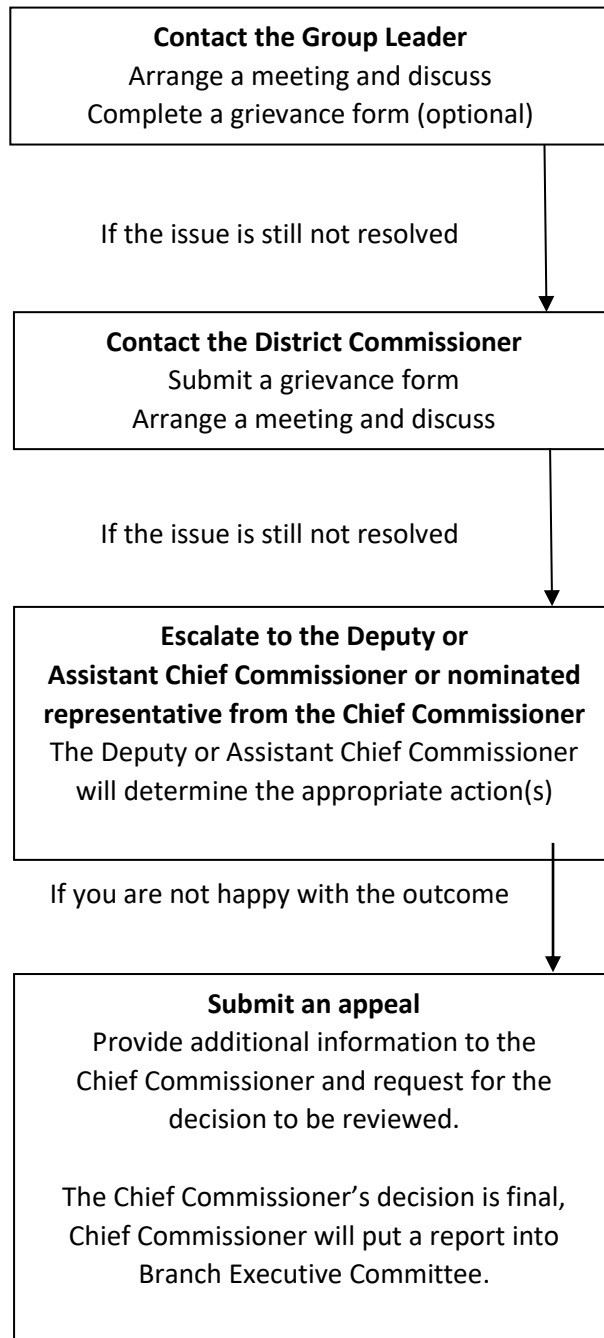 Contact the Group Leader
Arrange a meeting and discuss
Complete a grievance form (optional)
If the issue is still not resolved
Contact the District Commissioner
Submit a grievance form
Arrange a meeting and discuss
If the issue is still not resolved
Escalate to the Deputy or
Assistant Chief Commissioner or nominated
representative from the Chief Commissioner
The Deputy or Assistant Chief Commissioner
will determine the appropriate action(s)
If you are not happy with the outcome
Submit an appeal
Provide additional information to the
Chief Commissioner and request for the
decision to be reviewed.
The Chief Commissioner’s decision is final,
Chief Commissioner will put a report into
Branch Executive Committee.